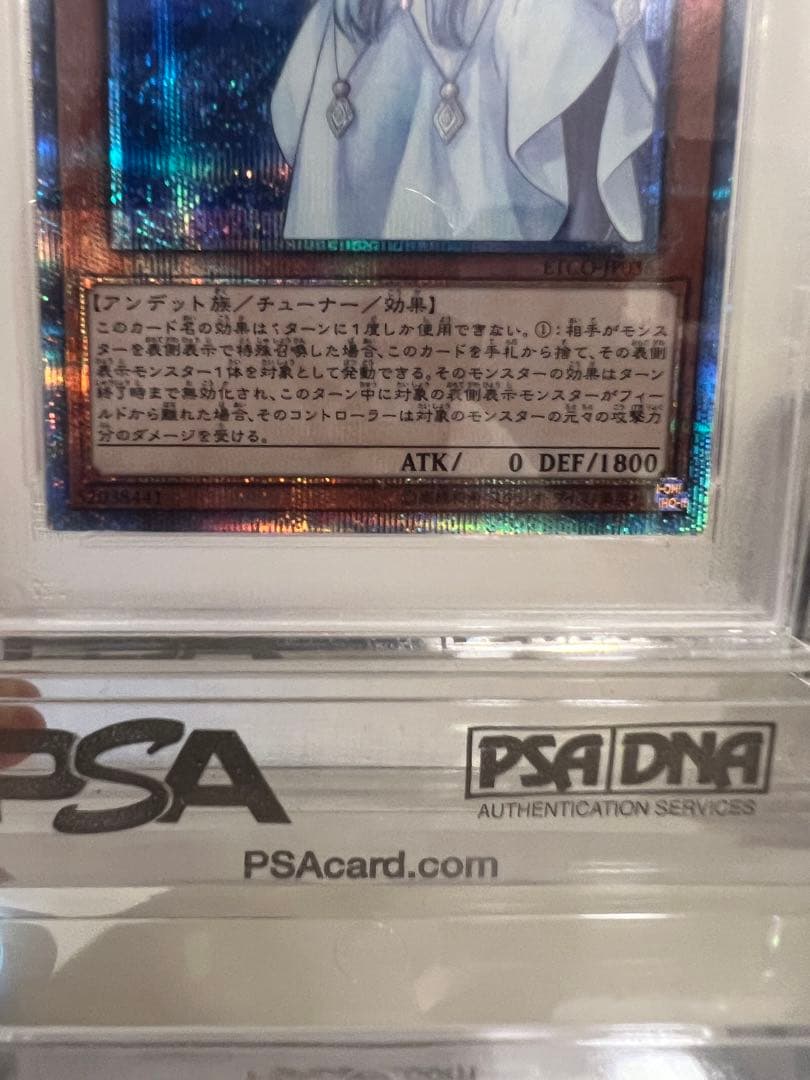 ETCO-JP036
【アンデット族／チューナー／効果】
このカード名の効果は1ターンに1度しか使用できない。①：相手がモンス
ターを表側表示で特殊召喚した場合、このカードを手札から捨て、その表側
表示モンスター1体を対象として発動できる。そのモンスターの効果はターン
終了時まで無効化され、このターン中に対象の表側表示モンスターがフィー
ルドから離れた場合、そのコントローラーは対象のモンスターの元々の攻撃力
分のダメージを受ける。
ATK/ 0 DEF/1800
52038441
PSA
PSA DNA
AUTHENTICATION SERVICES
PSAcard.com